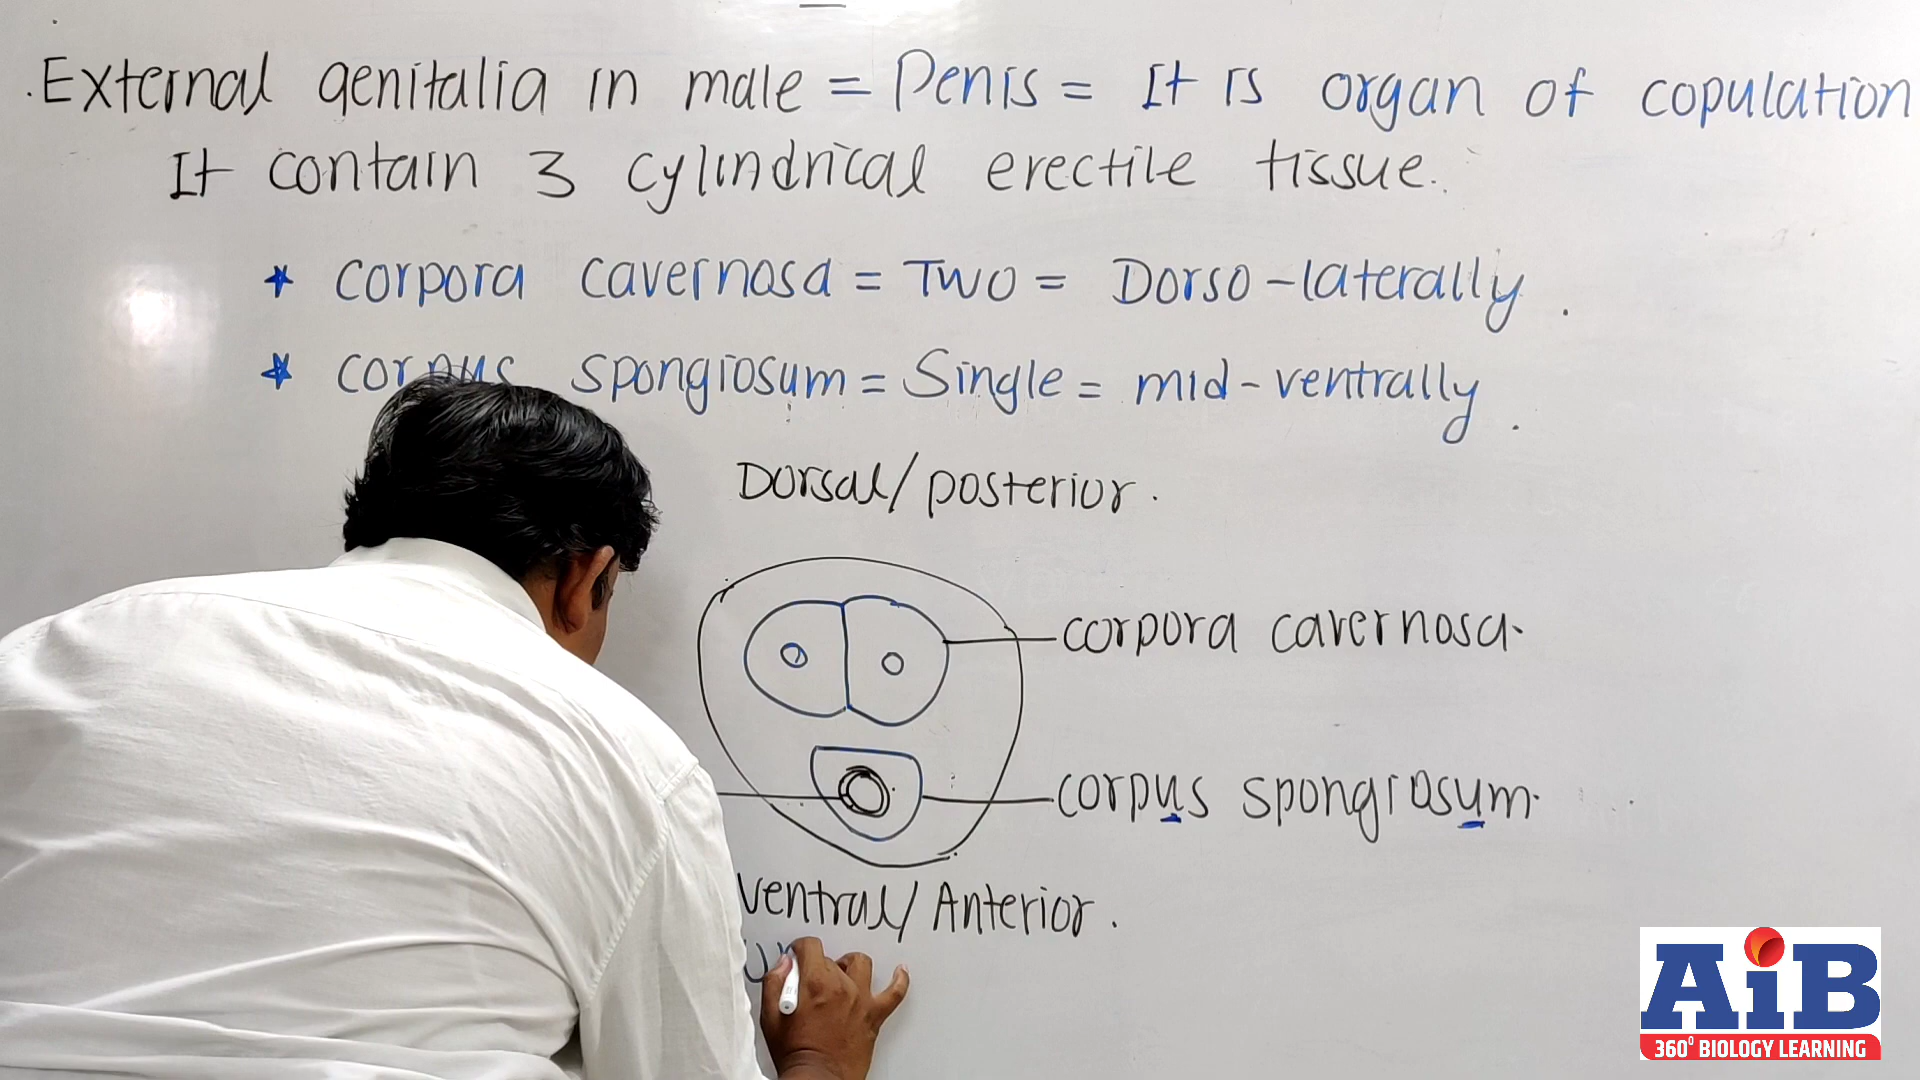 External genitalia in male = Penis = It is organ of copulation
It contain 3 cylindrical erectile tissue.
* corpora cavernosa = Two = Dorso-laterally.
* corpus spongiosum = Single = mid-ventrally.
Dorsal/posterior.
corpora cavernosa.
corpus spongiosum.
ventral/Anterior.
AiB
360⁰ BIOLOGY LEARNING